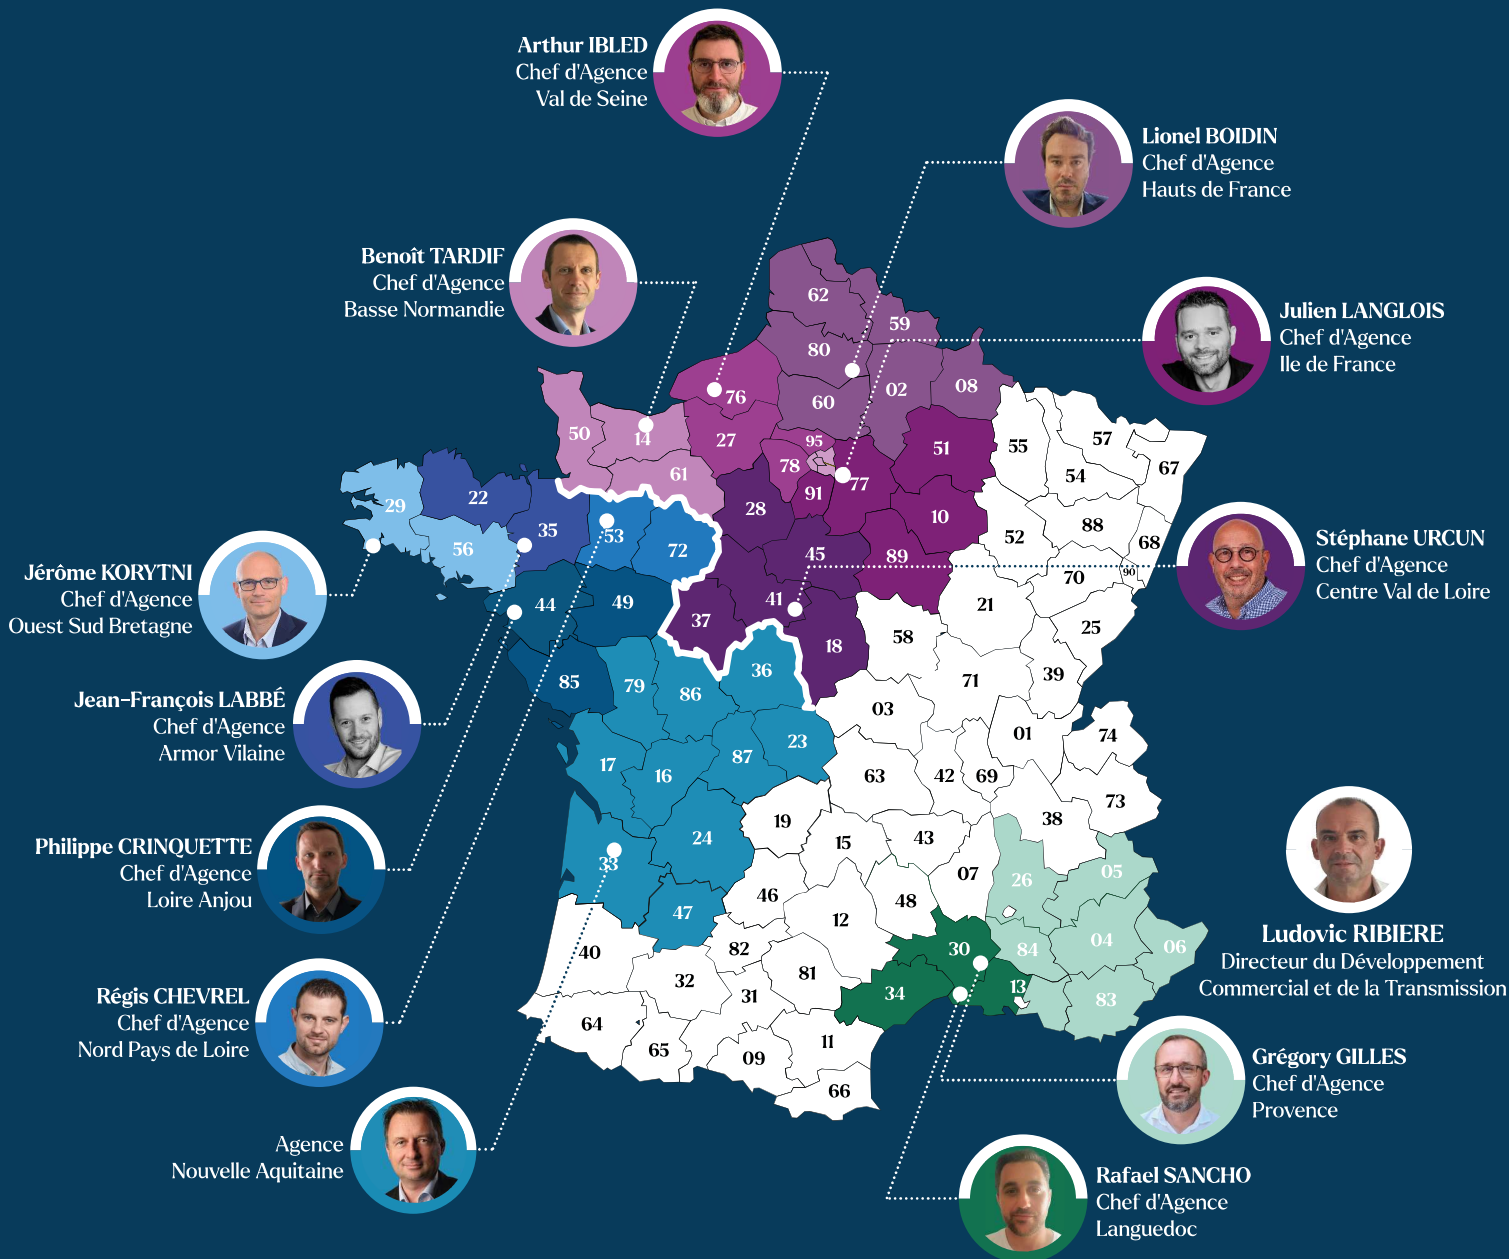 Arthur IBLED
Chef d'Agence
Val de Seine
Lionel BOIDIN
Chef d'Agence
Hauts de France
Benoît TARDIF
Chef d'Agence
Basse Normandie
Julien LANGLOIS
Chef d'Agence
Ile de France
Stéphane URCUN
Chef d'Agence
Centre Val de Loire
Jérôme KORYTNI
Chef d'Agence
Ouest Sud Bretagne
Jean-François LABBÉ
Chef d'Agence
Armor Vilaine
Philippe CRINQUETTE
Chef d'Agence
Loire Anjou
Régis CHEVREL
Chef d'Agence
Nord Pays de Loire
Agence
Nouvelle Aquitaine
Ludovic RIBIERE
Directeur du Développement
Commercial et de la Transmission
Grégory GILLES
Chef d'Agence
Provence
Rafael SANCHO
Chef d'Agence
Languedoc
62
59
80
02
08
60
76
27
50
14
61
95
78
91
77
51
10
89
55
57
54
67
52
88
68
70
90
29
22
56
35
53
72
28
45
44
49
37
41
18
58
21
25
39
85
79
86
36
71
03
01
74
17
16
87
23
63
42
69
73
38
33
24
19
15
43
07
26
05
47
46
48
12
30
84
04
06
40
82
32
81
31
34
13
83
64
65
09
11
66